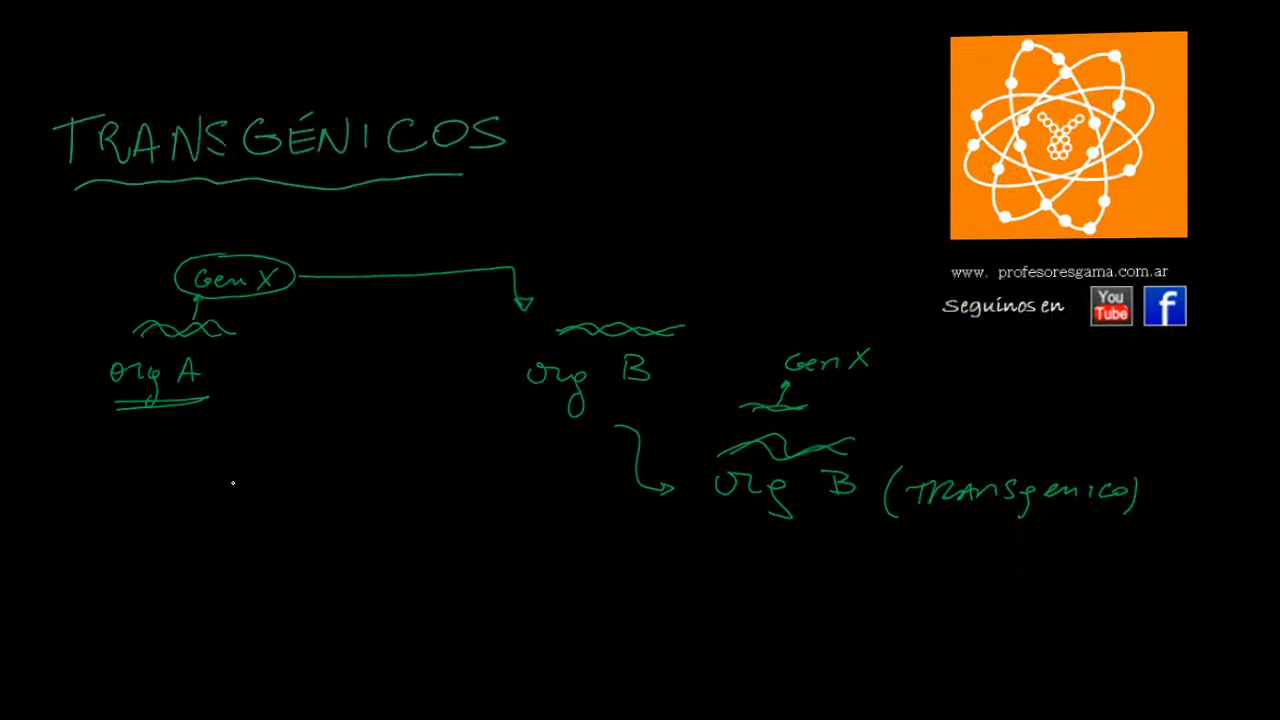 TRANSGÉNICOS
Gen X
org A
org B
Gen X
org B (TRANSgenico)
www. profesoresgama.com.ar
Seguinos en
You
Tube
f